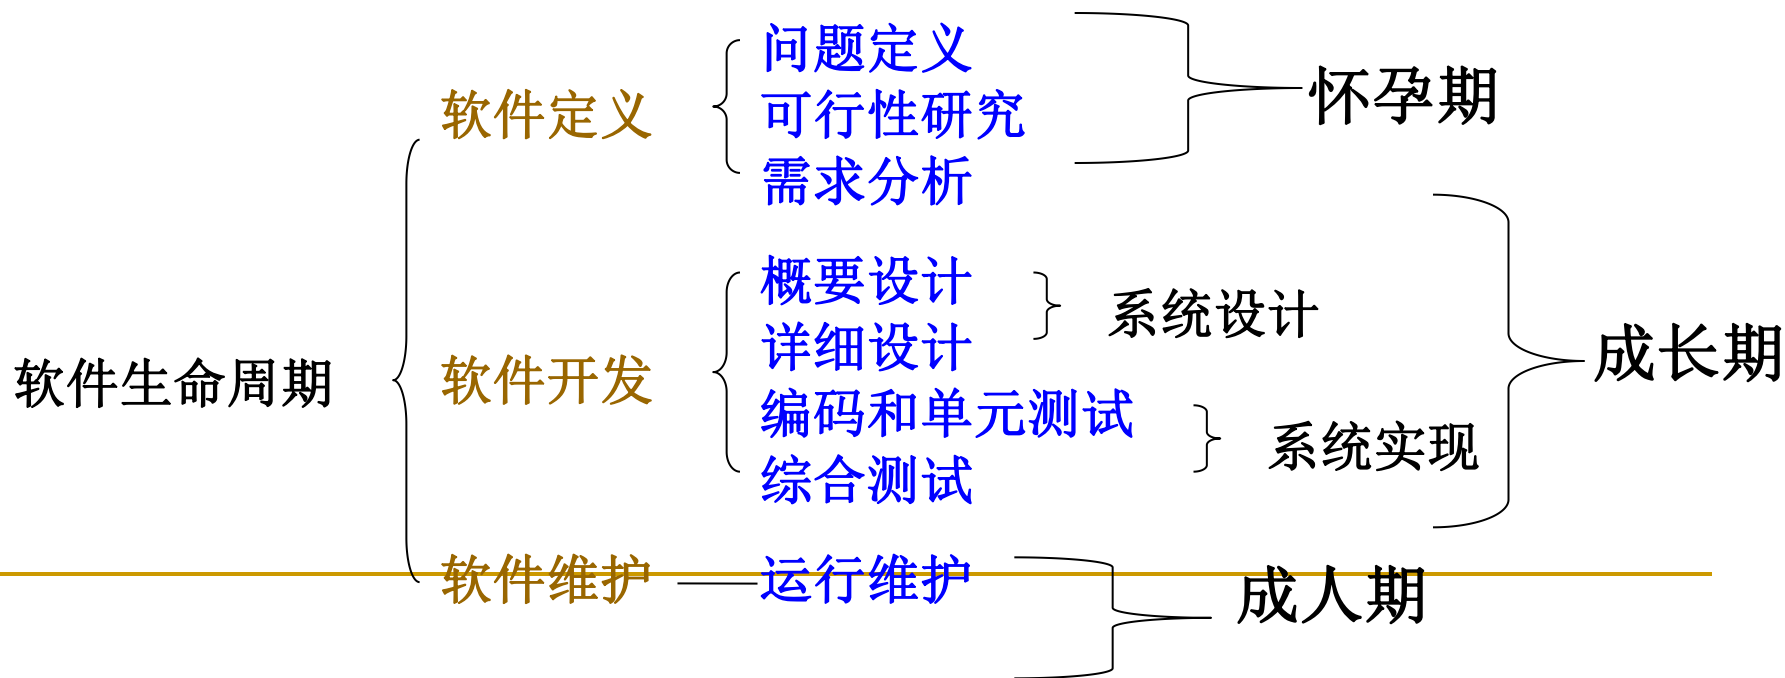 问题定义
怀孕期
软件定义
可行性研究
需求分析
概要设计
系统设计
详细设计
成长期
软件生命周期
软件开发
编码和单元测试
系统实现
综合测试
软件维护
运行维护
成人期